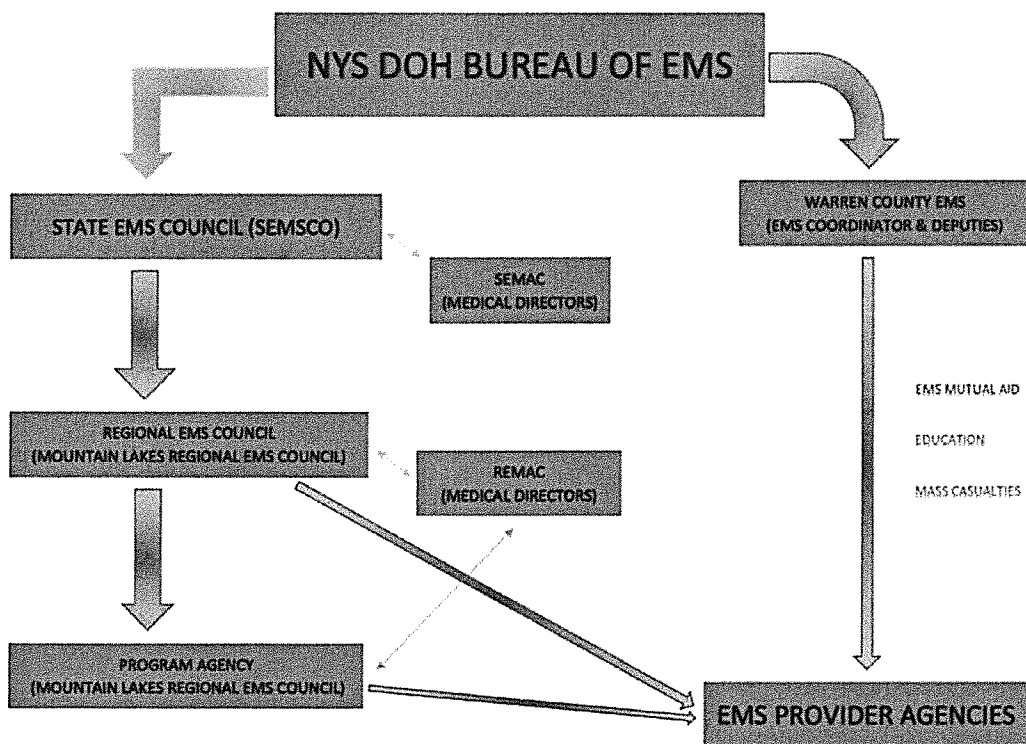 NYS DOH BUREAU OF EMS
STATE EMS COUNCIL (SEMSCO)
WARREN COUNTY EMS
(EMS COORDINATOR & DEPUTIES)
SEMAC
(MEDICAL DIRECTORS)
EMS MUTUAL AID
EDUCATION
MASS CASUALTIES
REGIONAL EMS COUNCIL
(MOUNTAIN LAKES REGIONAL EMS COUNCIL)
REMAC
(MEDICAL DIRECTORS)
PROGRAM AGENCY
(MOUNTAIN LAKES REGIONAL EMS COUNCIL)
EMS PROVIDER AGENCIES